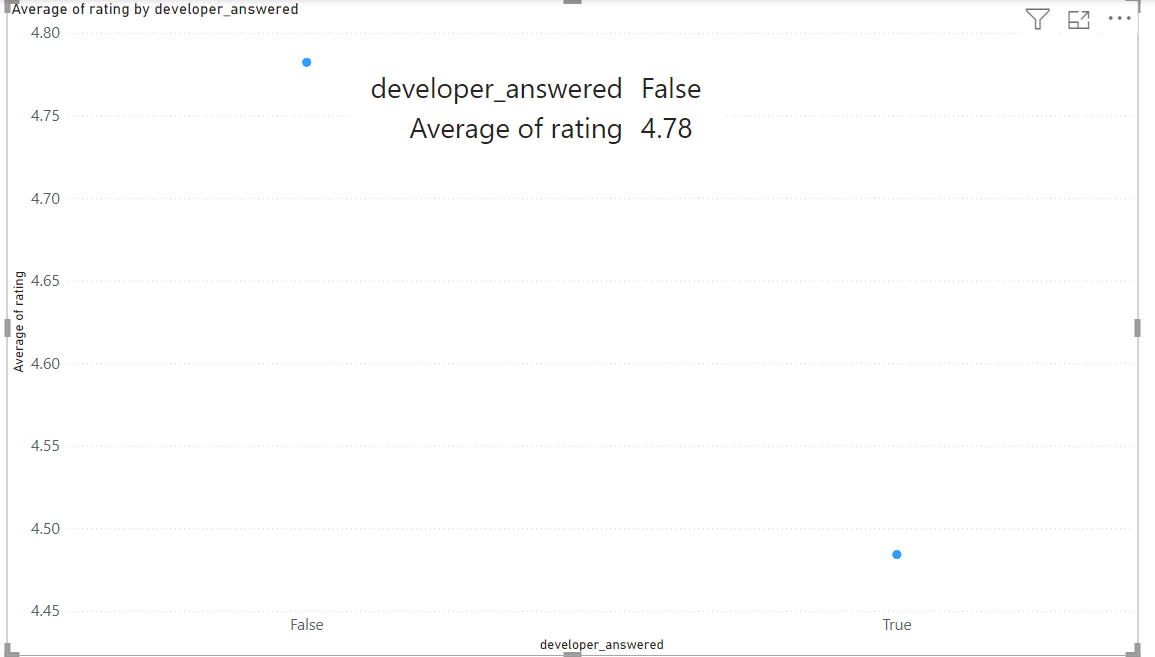 Average of rating by developer_answered
4.80
developer_answered False
4.75
Average of rating 4.78
4.70
4.65
Average of rating
4.60
4.55
4.50
4.45
False True
developer_answered